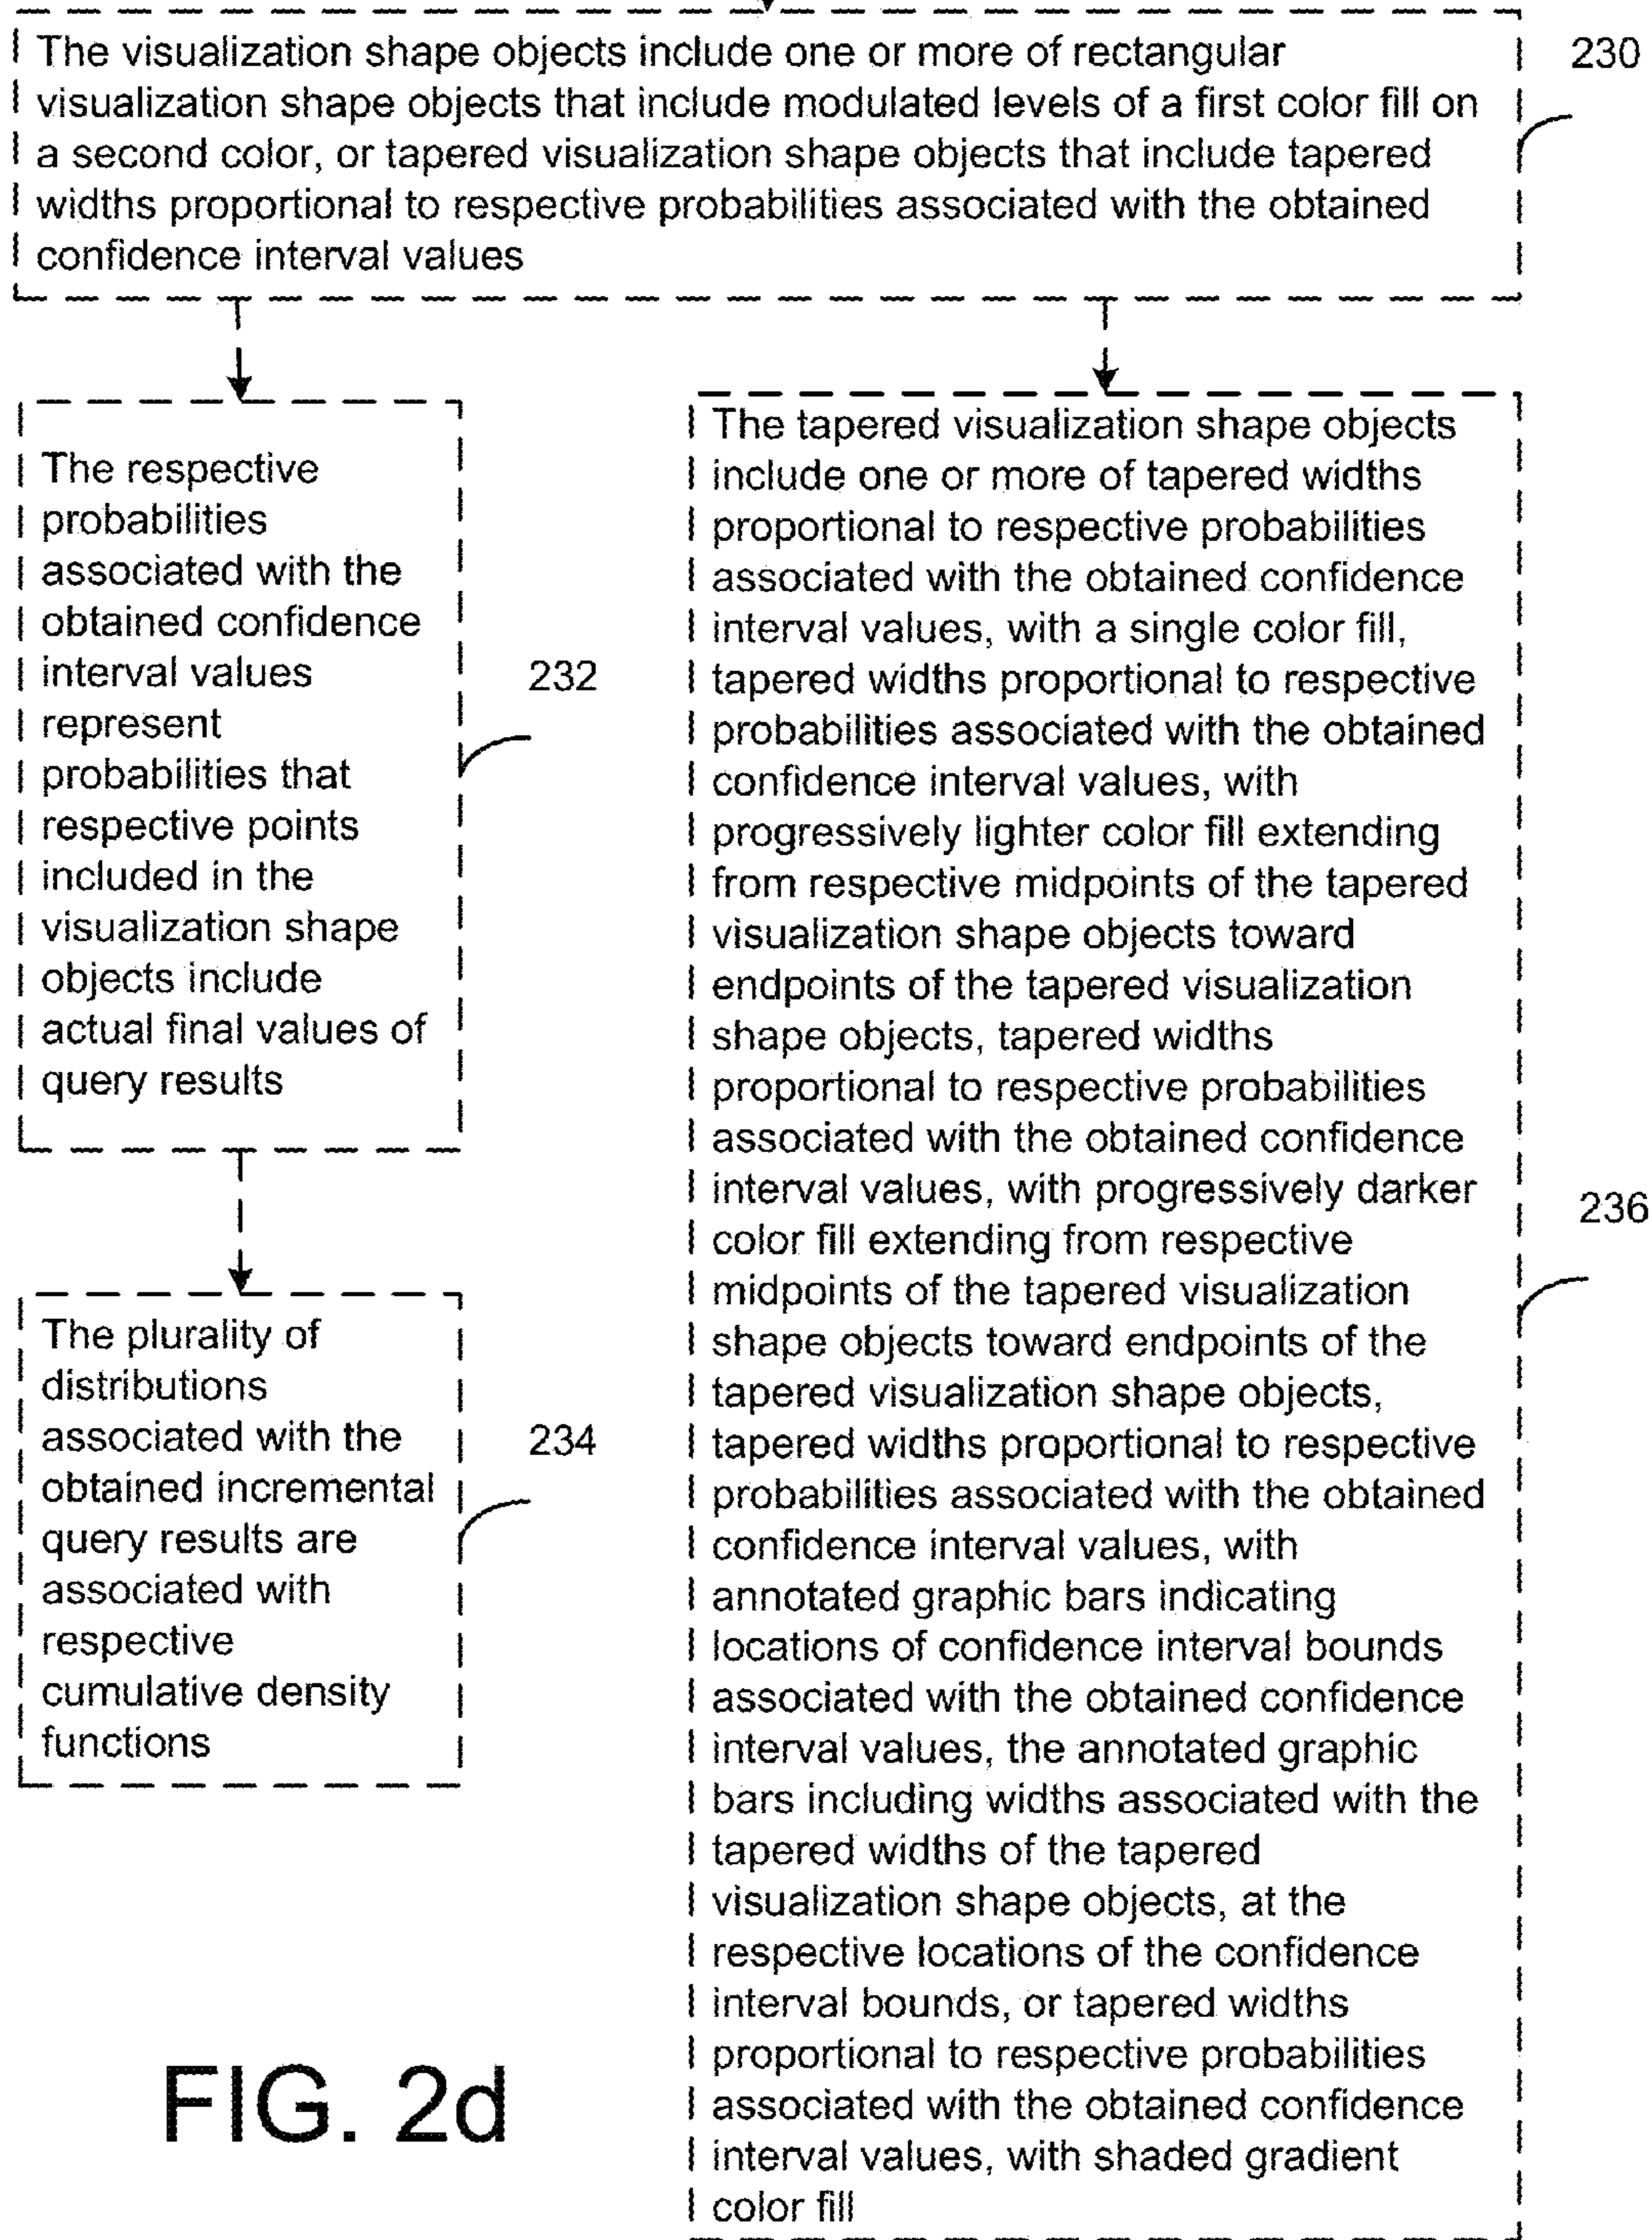 The visualization shape objects include one or more of rectangular
visualization shape objects that include modulated levels of a first color fill on
a second color, or tapered visualization shape objects that include tapered
widths proportional to respective probabilities associated with the obtained
confidence interval values
230
The respective
probabilities
associated with the
obtained confidence
interval values
represent
probabilities that
respective points
included in the
visualization shape
objects include
actual final values of
query results
232
The plurality of
distributions
associated with the
obtained incremental
query results are
associated with
respective
cumulative density
functions
234
The tapered visualization shape objects
include one or more of tapered widths
proportional to respective probabilities
associated with the obtained confidence
interval values, with a single color fill,
tapered widths proportional to respective
probabilities associated with the obtained
confidence interval values, with
progressively lighter color fill extending
from respective midpoints of the tapered
visualization shape objects toward
endpoints of the tapered visualization
shape objects, tapered widths
proportional to respective probabilities
associated with the obtained confidence
interval values, with progressively darker
color fill extending from respective
midpoints of the tapered visualization
shape objects toward endpoints of the
tapered visualization shape objects,
tapered widths proportional to respective
probabilities associated with the obtained
confidence interval values, with
annotated graphic bars indicating
locations of confidence interval bounds
associated with the obtained confidence
interval values, the annotated graphic
bars including widths associated with the
tapered widths of the tapered
visualization shape objects, at the
respective locations of the confidence
interval bounds, or tapered widths
proportional to respective probabilities
associated with the obtained confidence
interval values, with shaded gradient
color fill
236
FIG. 2d